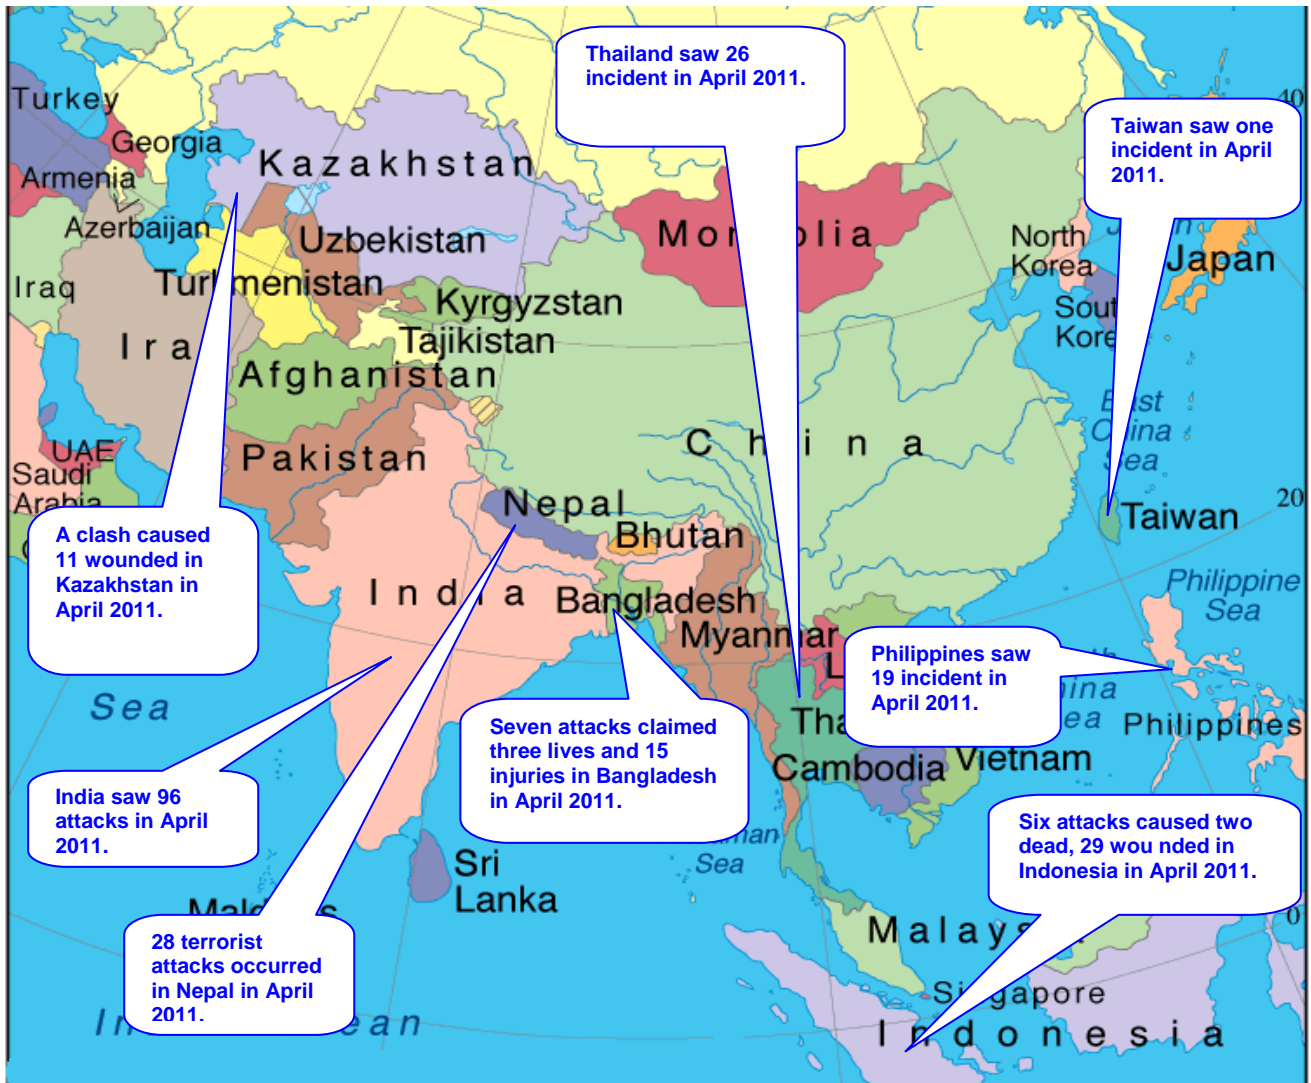 Thailand saw 26
incident in April 2011.
Taiwan saw one
incident in April
2011.
40
Turkey
Georgia
Armenia
Azerbaijan
Kazakhstan
Uzbekistan
Turkmenistan
Kyrgyzstan
Tajikistan
Mongolia
North
Korea
South
Korea
Japan
Iraq
Iran
Afghanistan
Pakistan
China
East
China
Sea
UAE
Saudi
Arabia
20
Taiwan
Nepal
Bhutan
India
Bangladesh
Myanmar
Philippine
Sea
A clash caused
11 wounded in
Kazakhstan in
April 2011.
Philippines saw
19 incident in
April 2011.
Sea
Seven attacks claimed
three lives and 15
injuries in Bangladesh
in April 2011.
Philippines
Cambodia
Vietnam
India saw 96
attacks in April
2011.
Six attacks caused two
dead, 29 wou nded in
Indonesia in April 2011.
Sea
Sri
Lanka
Malaysia
28 terrorist
attacks occurred
in Nepal in April
2011.
0
Singapore
Indonesia